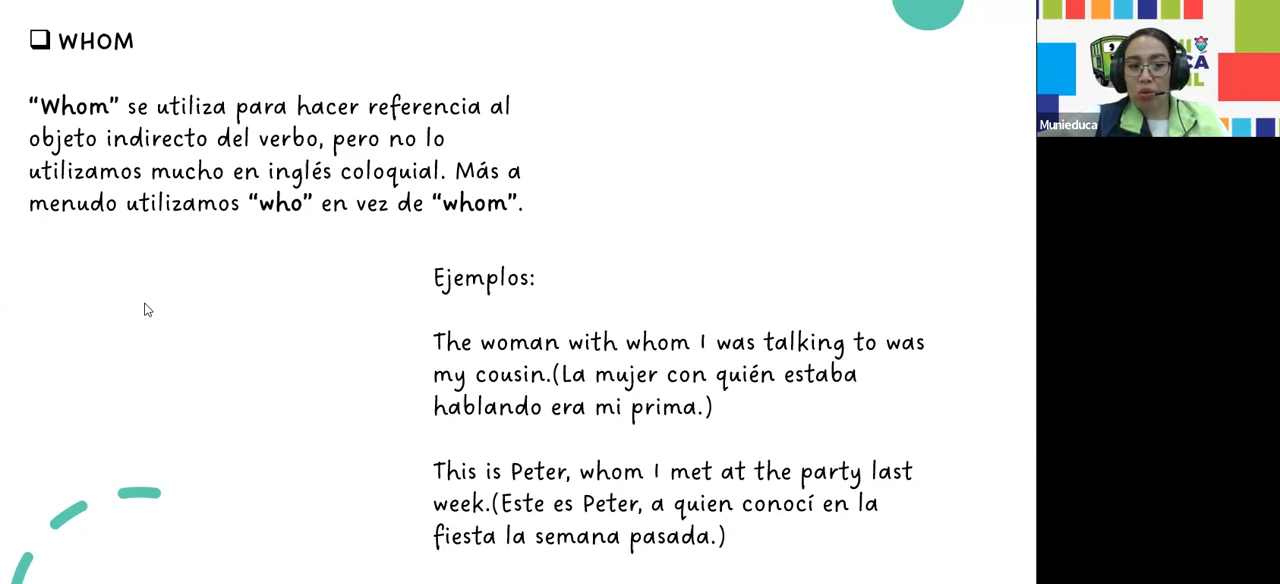 WHOM
“Whom” se utiliza para hacer referencia al
objeto indirecto del verbo, pero no lo
utilizamos mucho en inglés coloquial. Más a
menudo utilizamos “who” en vez de “whom”.
Ejemplos:
The woman with whom I was talking to was
my cousin.(La mujer con quién estaba
hablando era mi prima.)
This is Peter, whom I met at the party last
week.(Este es Peter, a quien conocí en la
fiesta la semana pasada.)
Munieduca